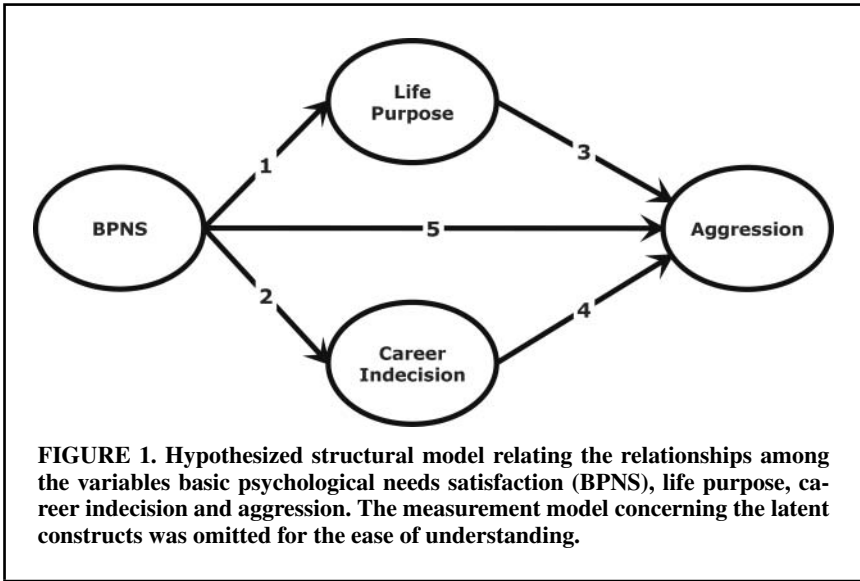 Life
Purpose
1
3
BPNS
5
Aggression
2
4
Career
Indecision
FIGURE 1. Hypothesized structural model relating the relationships among
the variables basic psychological needs satisfaction (BPNS), life purpose, ca-
reer indecision and aggression. The measurement model concerning the latent
constructs was omitted for the ease of understanding.